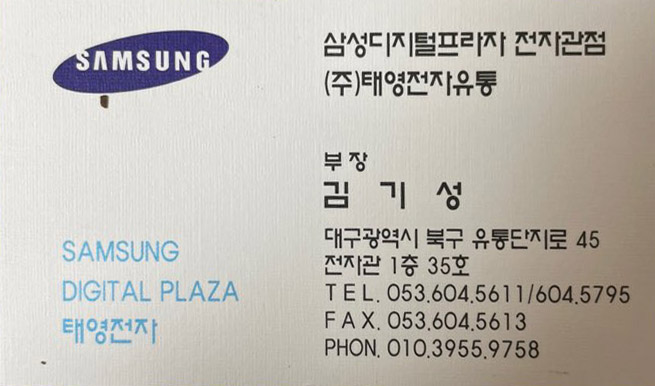 SAMSUNG
삼성디지털프라자 전자관점
(주)태영전자유통
부장
김기성
SAMSUNG
DIGITAL PLAZA
태영전자
대구광역시 북구 유통단지로 45
전자관 1층 35호
TEL. 053.604.5611/604.5795
FAX. 053.604.5613
PHON. 010.3955.9758